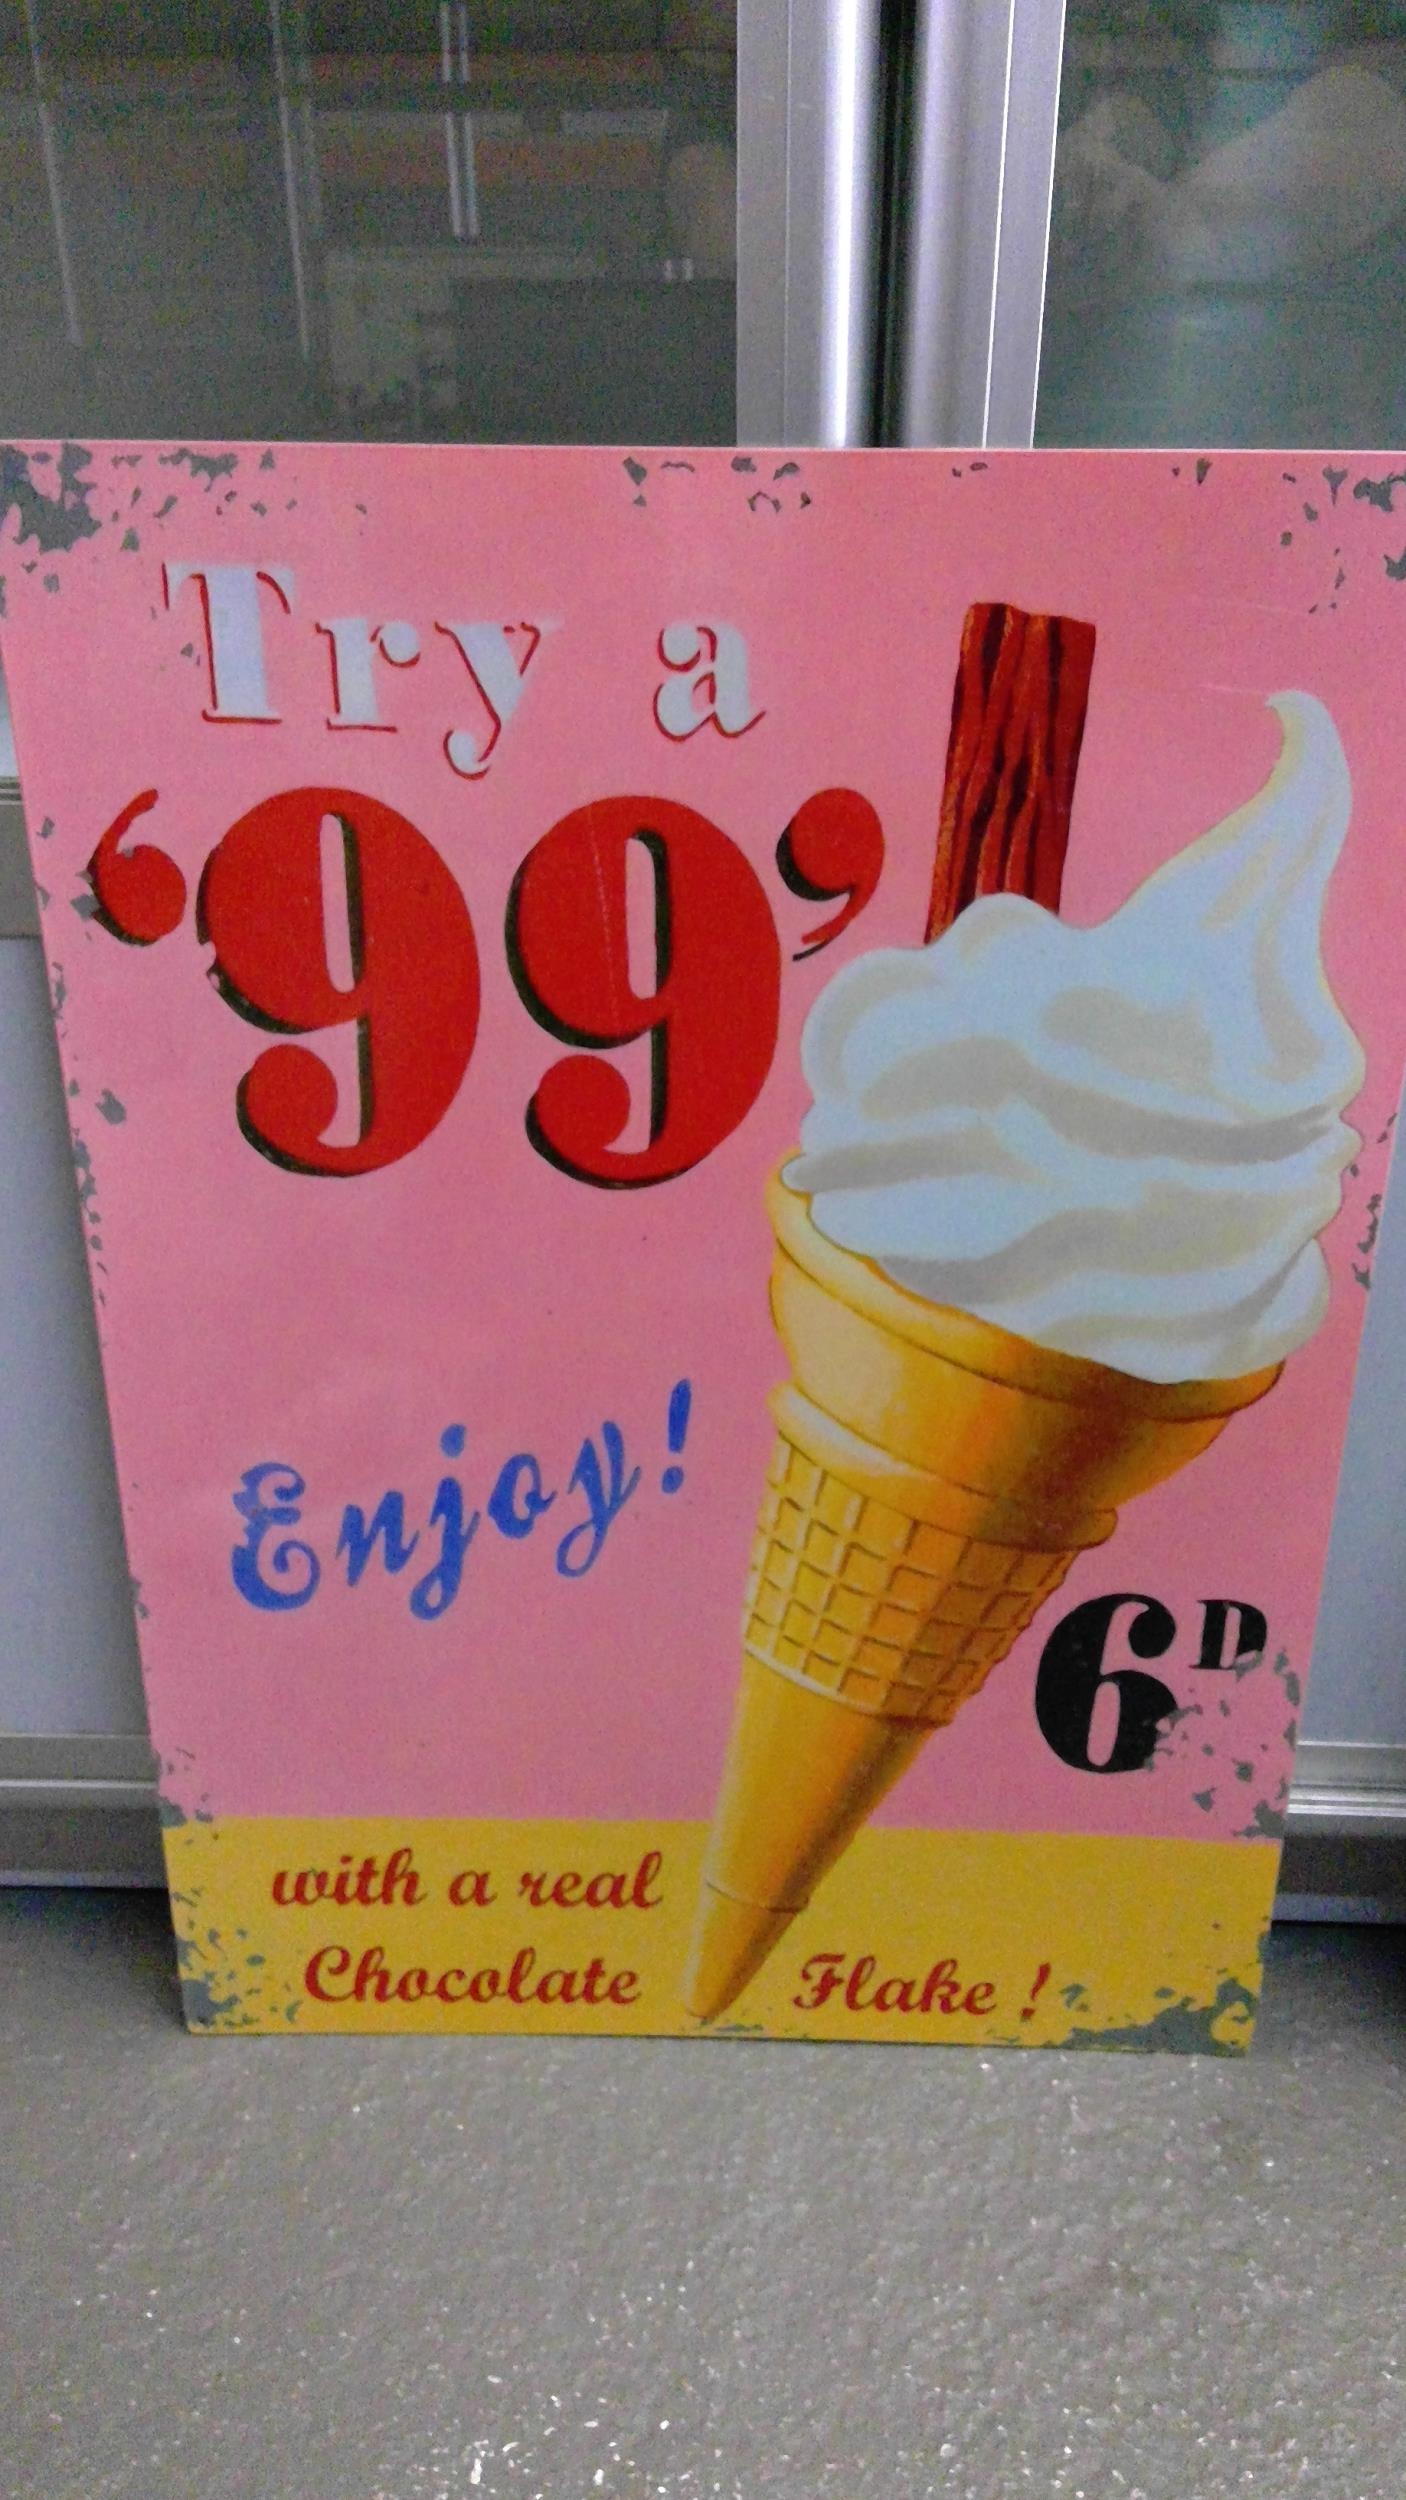 Try a
‘99’
Enjoy!
6D
with a real
Chocolate Flake !